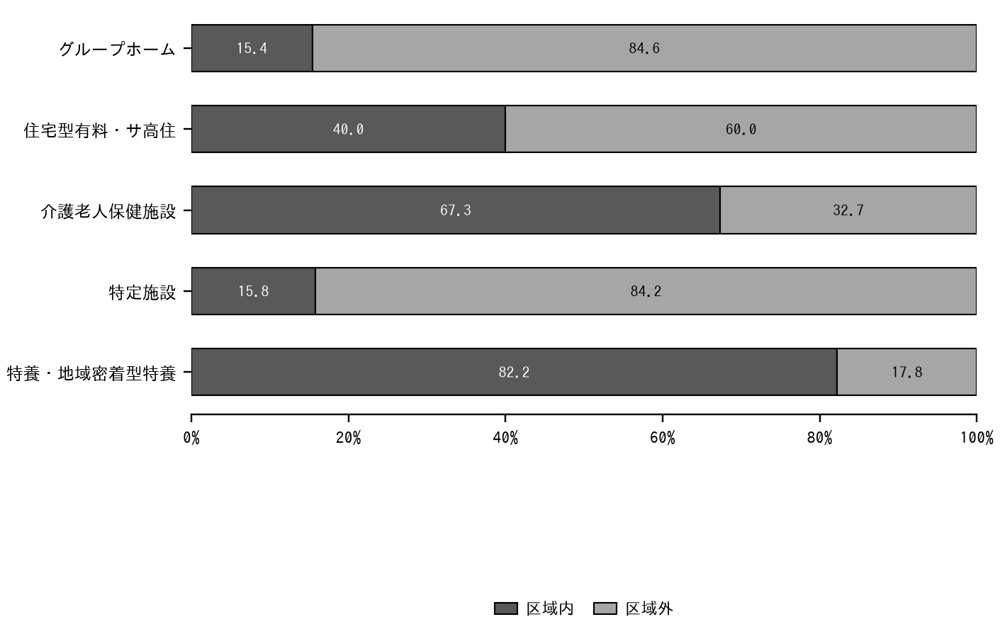 グループホーム 15.4 84.6
住宅型有料・サ高住 40.0 60.0
介護老人保健施設 67.3 32.7
特定施設 15.8 84.2
特養・地域密着型特養 82.2 17.8
0% 20% 40% 60% 80% 100%
区域内 区域外